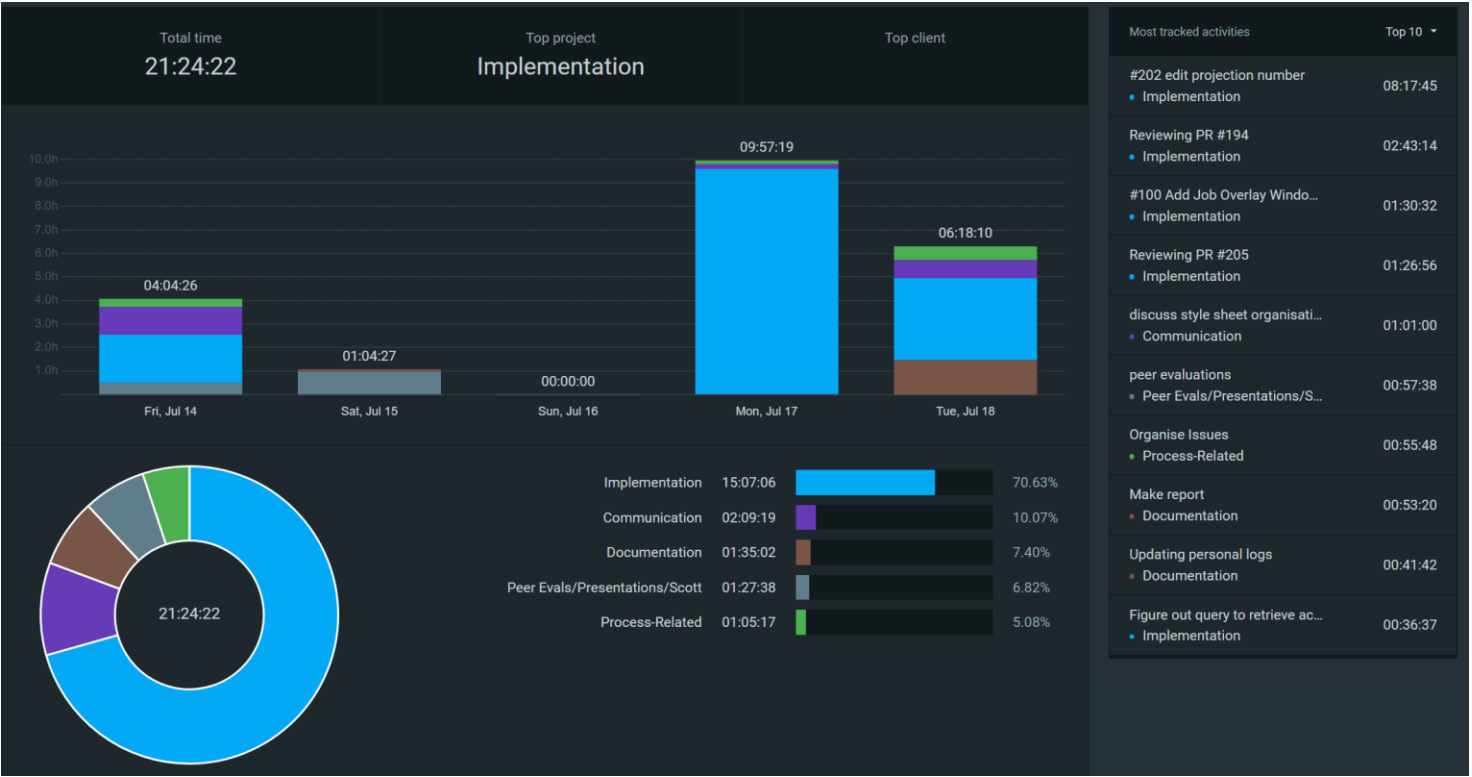 Total time
21:24:22
Top project
Implementation
Top client
10.0h
9.0h
8.0h
7.0h
6.0h
5.0h
4.0h
3.0h
2.0h
1.0h
04:04:26
01:04:27
00:00:00
09:57:19
06:18:10
Fri, Jul 14
Sat, Jul 15
Sun, Jul 16
Mon, Jul 17
Tue, Jul 18
21:24:22
Implementation 15:07:06 70.63%
Communication 02:09:19 10.07%
Documentation 01:35:02 7.40%
Peer Evals/Presentations/Scott 01:27:38 6.82%
Process-Related 01:05:17 5.08%
Most tracked activities Top 10
#202 edit projection number
Implementation
08:17:45
Reviewing PR #194
Implementation
02:43:14
#100 Add Job Overlay Windo...
Implementation
01:30:32
Reviewing PR #205
Implementation
01:26:56
discuss style sheet organisati...
Communication
01:01:00
peer evaluations
Peer Evals/Presentations/S...
00:57:38
Organise Issues
Process-Related
00:55:48
Make report
Documentation
00:53:20
Updating personal logs
Documentation
00:41:42
Figure out query to retrieve ac...
Implementation
00:36:37